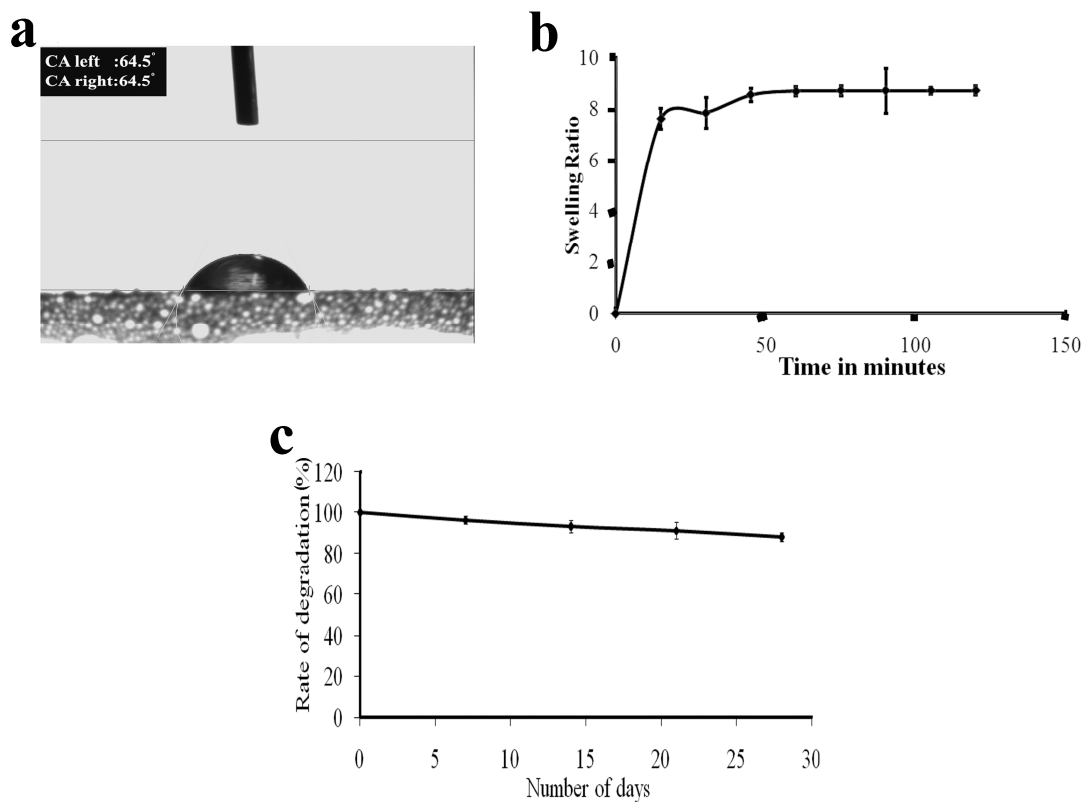 a
CA left :64.5°
CA right:64.5°
b
10
8
6
4
2
0
Swelling Ratio
0 50 100 150
Time in minutes
c
120
100
80
60
40
20
0
Rate of degradation (%)
0 5 10 15 20 25 30
Number of days